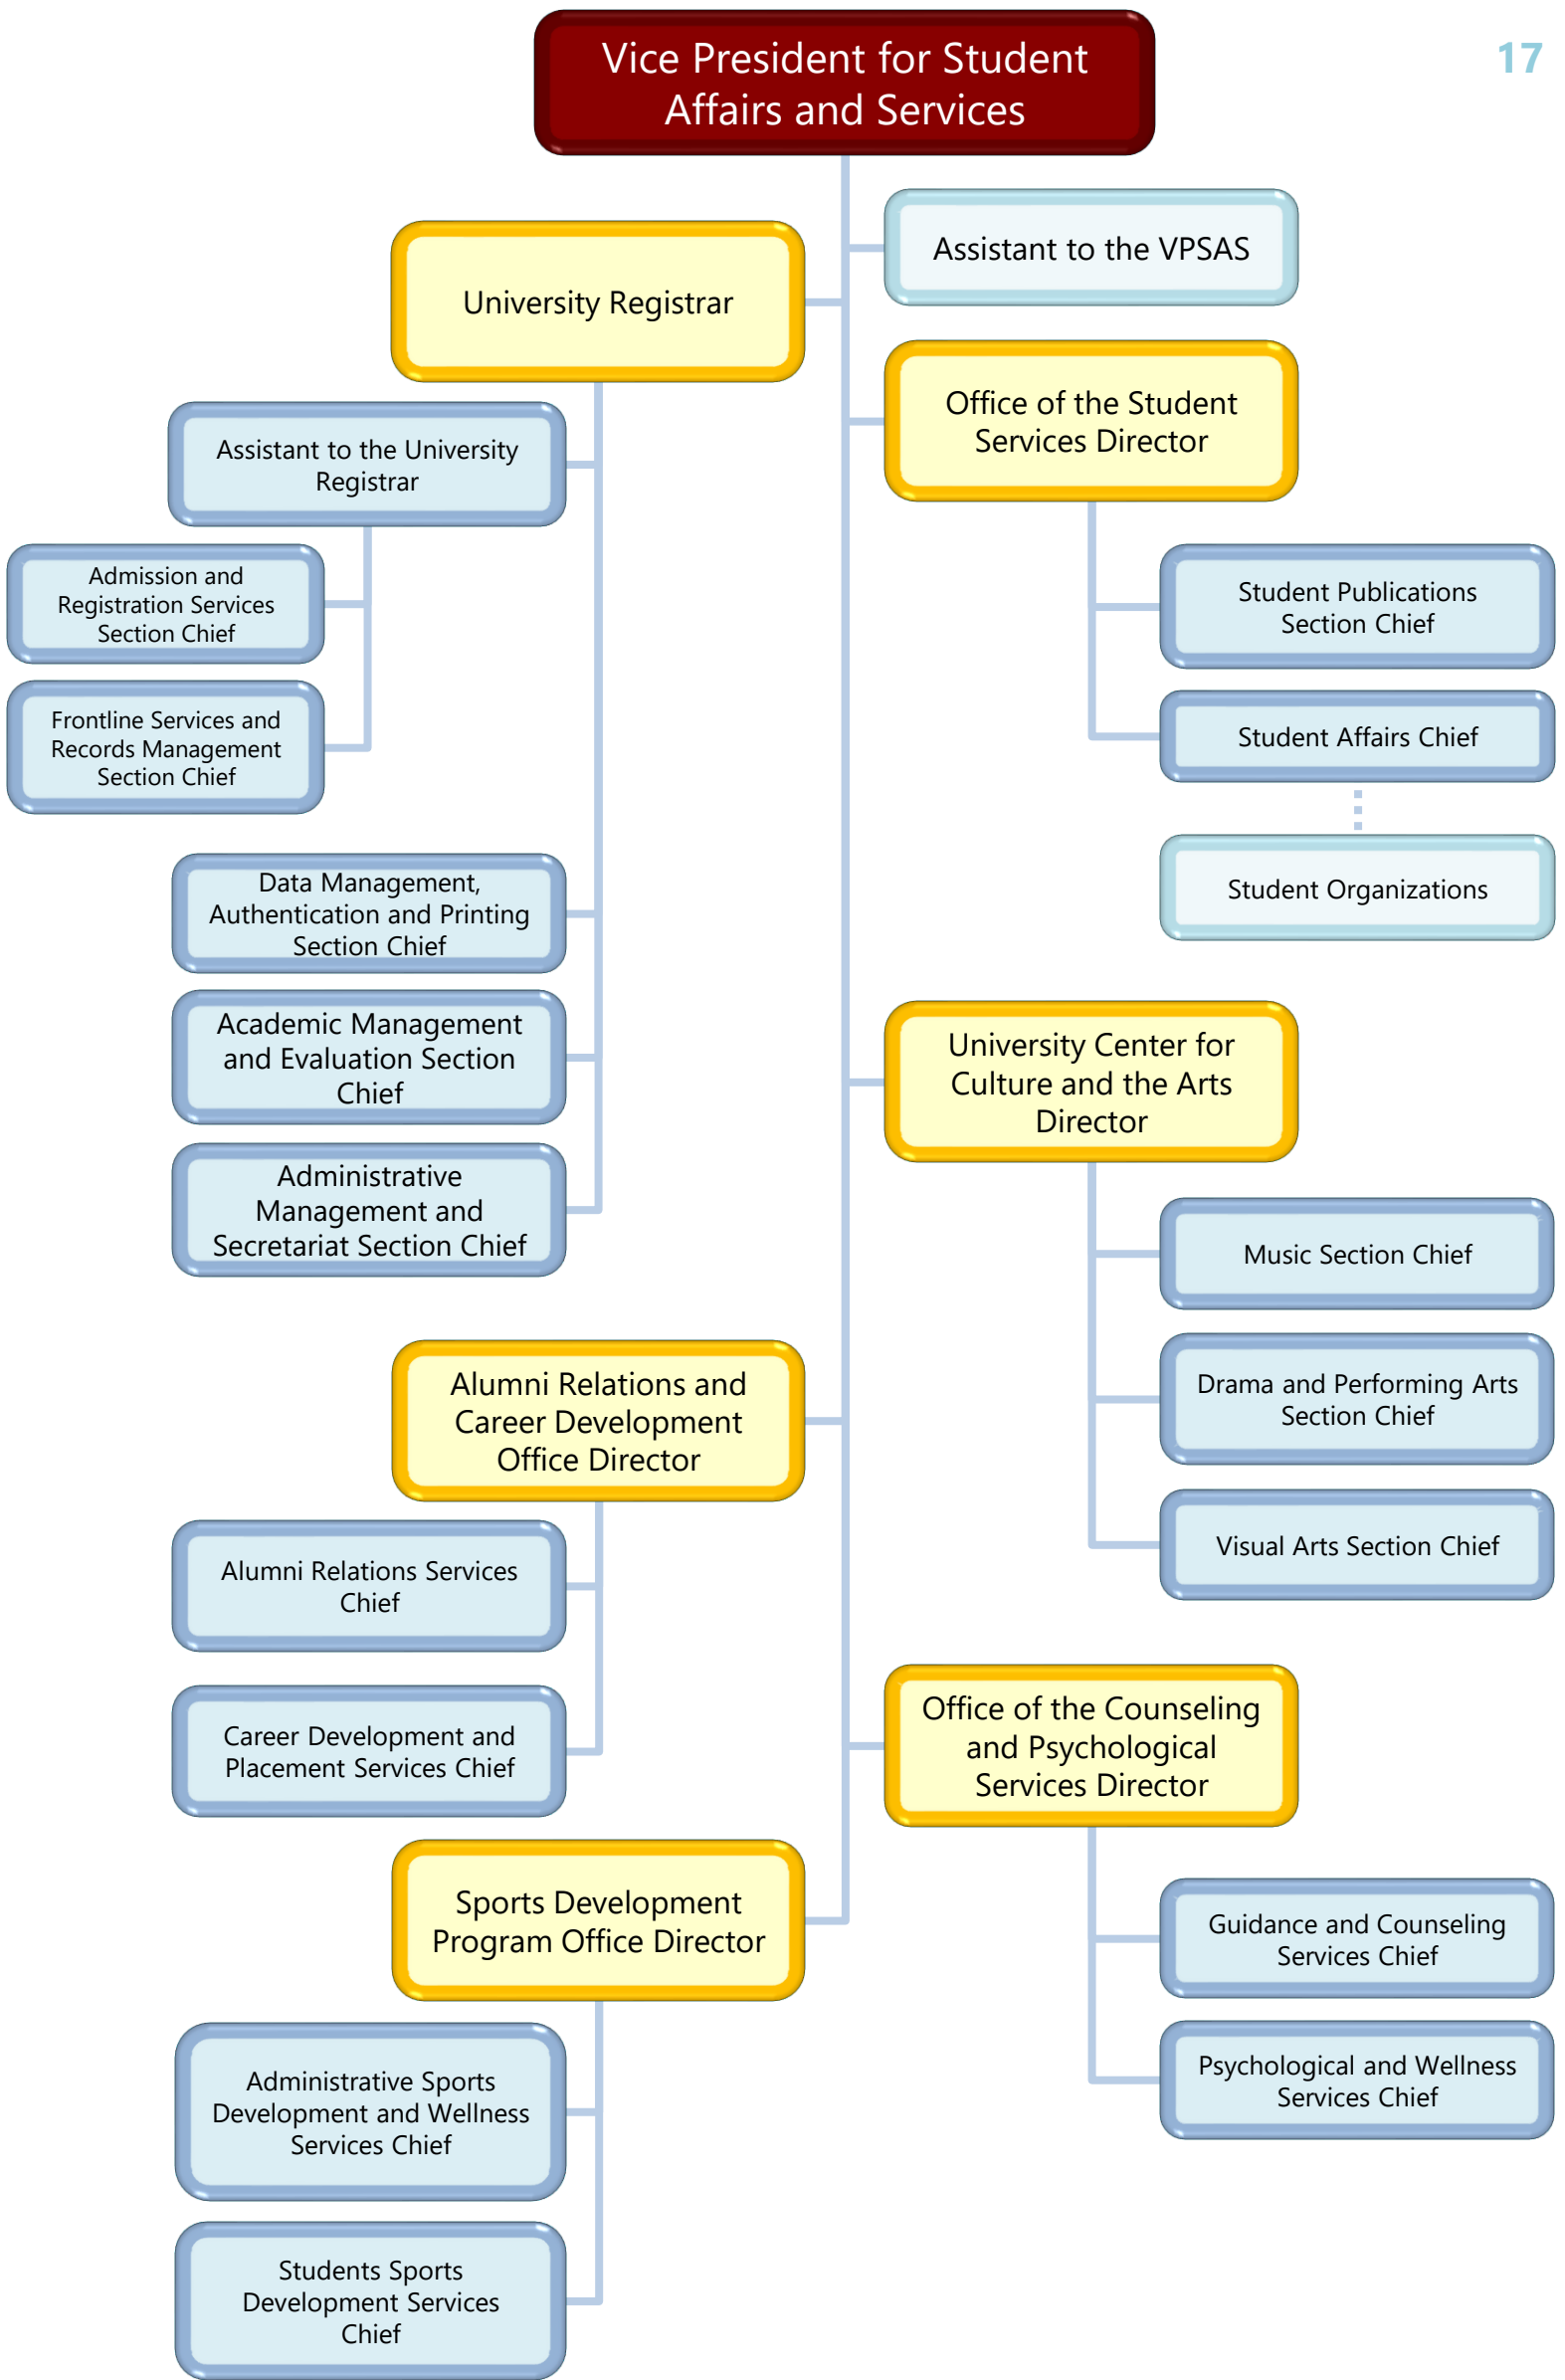 Vice President for Student
Affairs and Services
17
Assistant to the VPSAS
University Registrar
Office of the Student
Services Director
Assistant to the University
Registrar
Admission and
Registration Services
Section Chief
Student Publications
Section Chief
Frontline Services and
Records Management
Section Chief
Student Affairs Chief
Student Organizations
Data Management,
Authentication and Printing
Section Chief
Academic Management
and Evaluation Section
Chief
University Center for
Culture and the Arts
Director
Administrative
Management and
Secretariat Section Chief
Music Section Chief
Alumni Relations and
Career Development
Office Director
Drama and Performing Arts
Section Chief
Visual Arts Section Chief
Alumni Relations Services
Chief
Career Development and
Placement Services Chief
Office of the Counseling
and Psychological
Services Director
Sports Development
Program Office Director
Guidance and Counseling
Services Chief
Psychological and Wellness
Services Chief
Administrative Sports
Development and Wellness
Services Chief
Students Sports
Development Services
Chief